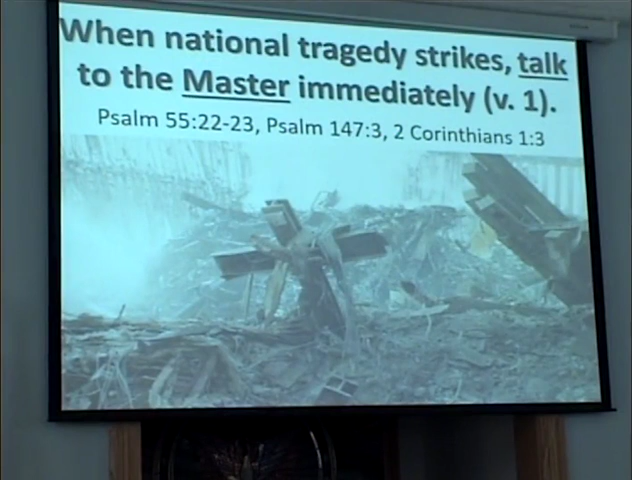 When national tragedy strikes, talk
to the Master immediately (v. 1).
Psalm 55:22-23, Psalm 147:3, 2 Corinthians 1:3